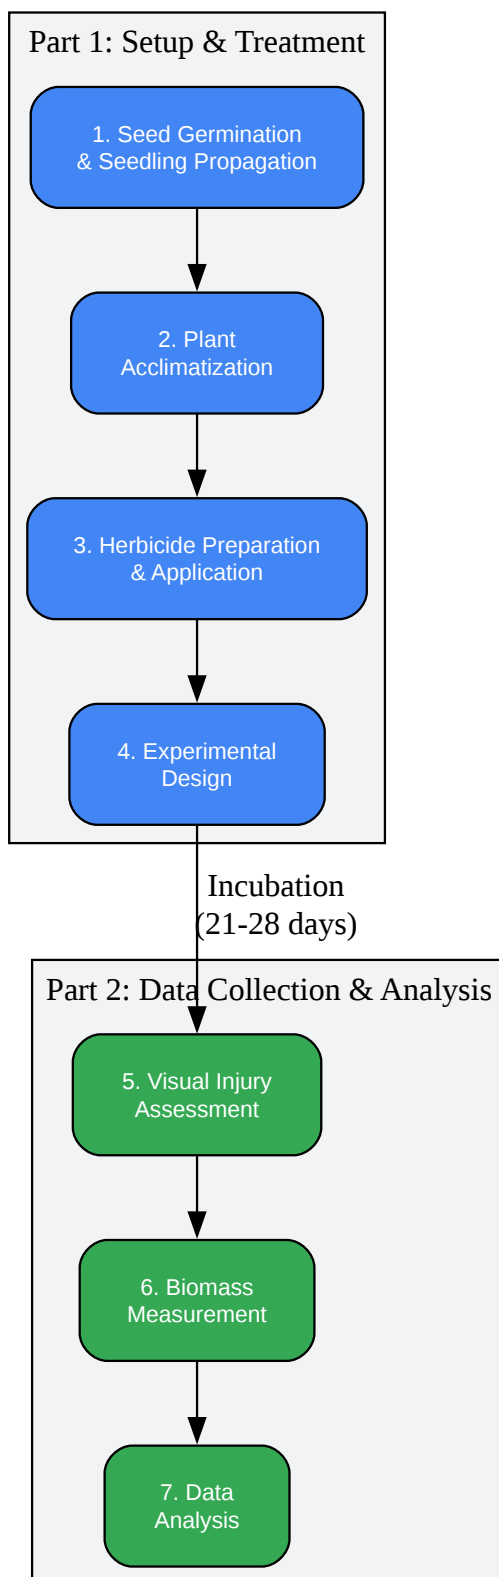 Part 1: Setup & Treatment
1. Seed Germination
& Seedling Propagation
2. Plant
Acclimatization
3. Herbicide Preparation
& Application
4. Experimental
Design
Incubation
(21-28 days)
Part 2: Data Collection & Analysis
5. Visual Injury
Assessment
6. Biomass
Measurement
7. Data
Analysis